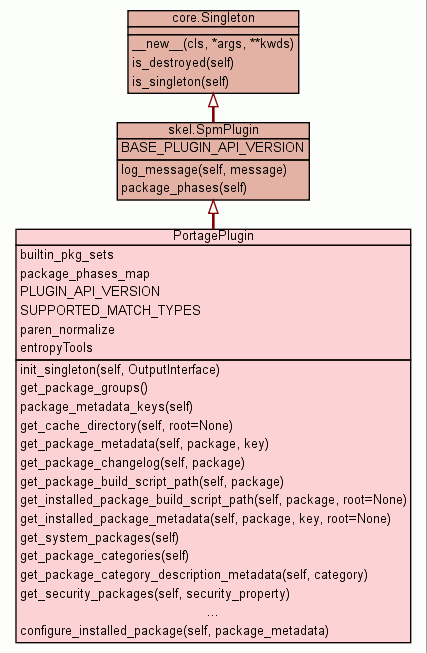 core.Singleton
__new__(cls, *args, **kwds)
is_destroyed(self)
is_singleton(self)
skel.SpmPlugin
BASE_PLUGIN_API_VERSION
log_message(self, message)
package_phases(self)
PortagePlugin
builtin_pkg_sets
package_phases_map
PLUGIN_API_VERSION
SUPPORTED_MATCH_TYPES
paren_normalize
entropyTools
init_singleton(self, OutputInterface)
get_package_groups()
package_metadata_keys(self)
get_cache_directory(self, root=None)
get_package_metadata(self, package, key)
get_package_changelog(self, package)
get_package_build_script_path(self, package)
get_installed_package_build_script_path(self, package, root=None)
get_installed_package_metadata(self, package, key, root=None)
get_system_packages(self)
get_package_categories(self)
get_package_category_description_metadata(self, category)
get_security_packages(self, security_property)
...
configure_installed_package(self, package_metadata)